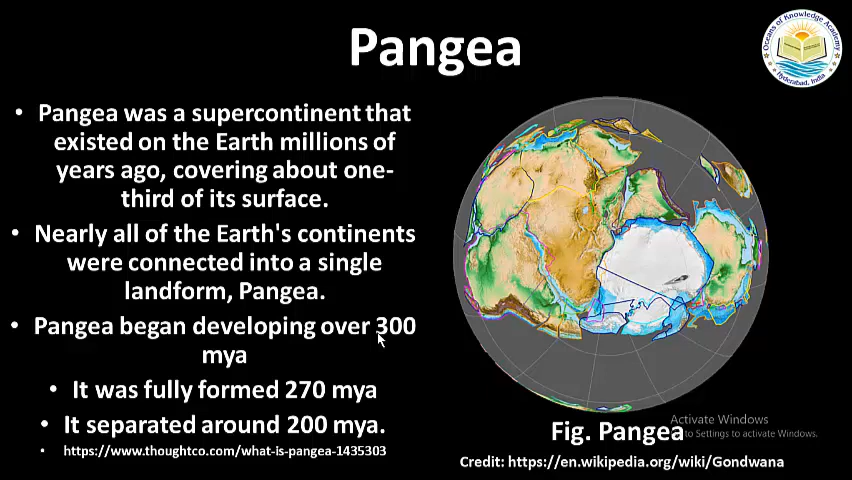 Pangea
Oceans of Knowledge Academy
Hyderabad, India
• Pangea was a supercontinent that
existed on the Earth millions of
years ago, covering about one-
third of its surface.
• Nearly all of the Earth's continents
were connected into a single
landform, Pangea.
• Pangea began developing over 300
mya
• It was fully formed 270 mya
• It separated around 200 mya.
• https://www.thoughtco.com/what-is-pangea-1435303
Fig. Pangea
Activate Windows
to Settings to activate Windows.
Credit: https://en.wikipedia.org/wiki/Gondwana